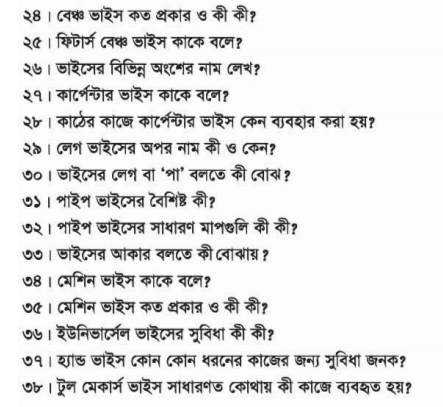 ২৪। বেঞ্চ ভাইস কত প্রকার ও কী কী?
২৫। ফিটার্স বেঞ্চ ভাইস কাকে বলে?
২৬। ভাইসের বিভিন্ন অংশের নাম লেখ?
২৭। কার্পেন্টার ভাইস কাকে বলে?
২৮। কাঠের কাজে কার্পেন্টার ভাইস কেন ব্যবহার করা হয়?
২৯। লেগ ভাইসের অপর নাম কী ও কেন?
৩০। ভাইসের লেগ বা ‘পা’ বলতে কী বোঝ?
৩১। পাইপ ভাইসের বৈশিষ্ট কী?
৩২। পাইপ ভাইসের সাধারণ মাপগুলি কী কী?
৩৩। ভাইসের আকার বলতে কী বোঝায়?
৩৪। মেশিন ভাইস কাকে বলে?
৩৫। মেশিন ভাইস কত প্রকার ও কী কী?
৩৬। ইউনিভার্সেল ভাইসের সুবিধা কী কী?
৩৭। হ্যান্ড ভাইস কোন কোন ধরনের কাজের জন্য সুবিধা জনক?
৩৮। টুল মেকার্স ভাইস সাধারণত কোথায় কী কাজে ব্যবহৃত হয়?